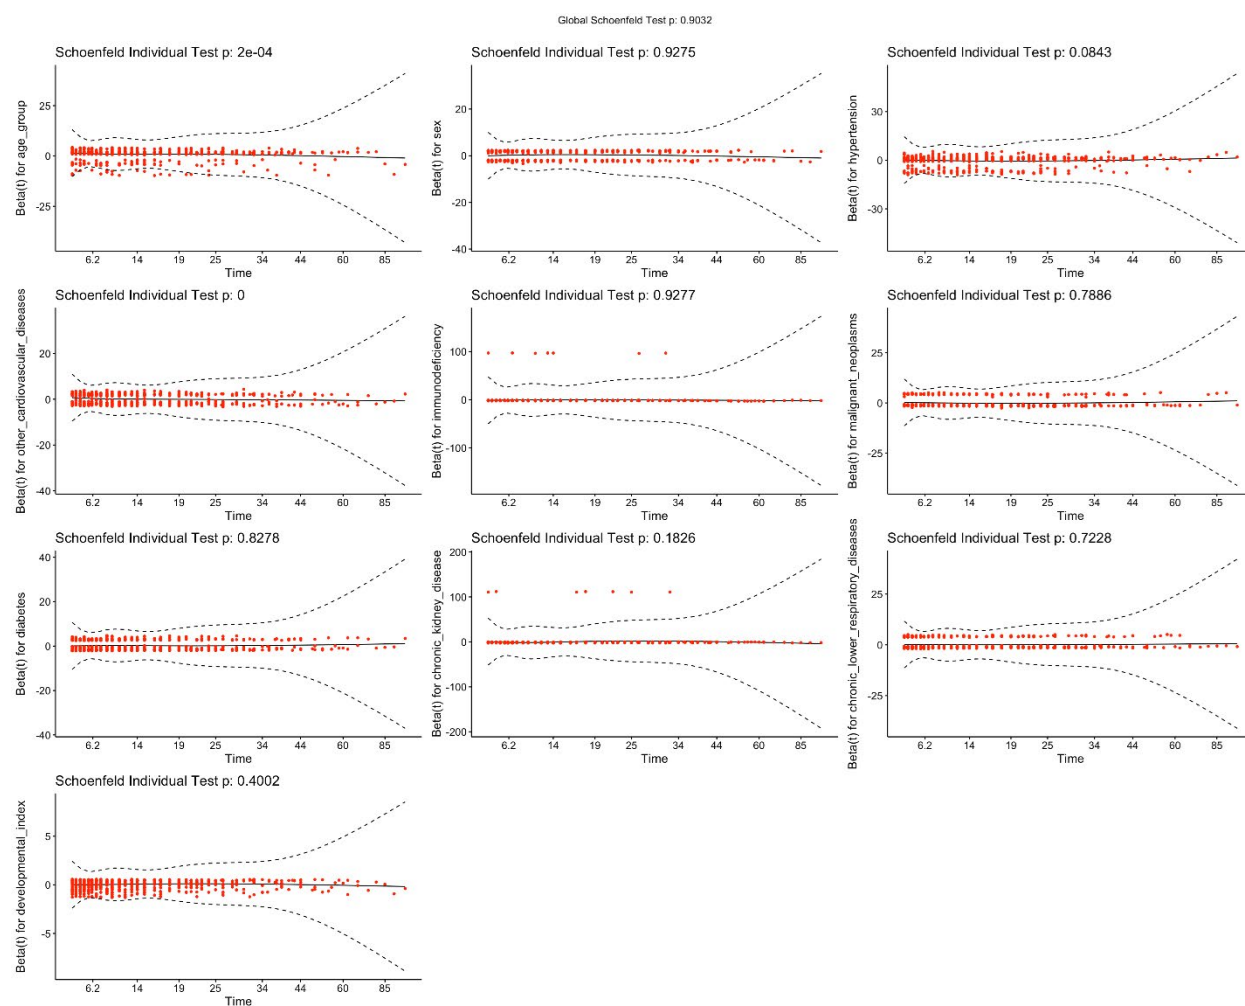 Global Schoenfeld Test p: 0.9032
Schoenfeld Individual Test p: 2e-04
Beta(t) for age_group
25
0
-25
6.2 14 19 25 34 44 60 85
Time
Schoenfeld Individual Test p: 0.9275
Beta(t) for sex
20
0
-20
-40
6.2 14 19 25 34 44 60 85
Time
Schoenfeld Individual Test p: 0.0843
Beta(t) for hypertension
30
0
-30
6.2 14 19 25 34 44 60 85
Time
Schoenfeld Individual Test p: 0
Beta(t) for other_cardiovascular_diseases
20
0
-20
-40
6.2 14 19 25 34 44 60 85
Time
Schoenfeld Individual Test p: 0.9277
Beta(t) for immunodeficiency
100
0
-100
6.2 14 19 25 34 44 60 85
Time
Schoenfeld Individual Test p: 0.7886
Beta(t) for malignant_neoplasms
25
0
-25
6.2 14 19 25 34 44 60 85
Time
Schoenfeld Individual Test p: 0.8278
Beta(t) for diabetes
40
20
0
-20
-40
6.2 14 19 25 34 44 60 85
Time
Schoenfeld Individual Test p: 0.1826
Beta(t) for chronic_kidney_disease
200
100
0
-100
-200
6.2 14 19 25 34 44 60 85
Time
Schoenfeld Individual Test p: 0.7228
Beta(t) for chronic_lower_respiratory_diseases
25
0
-25
6.2 14 19 25 34 44 60 85
Time
Schoenfeld Individual Test p: 0.4002
Beta(t) for developmental_index
5
0
-5
6.2 14 19 25 34 44 60 85
Time